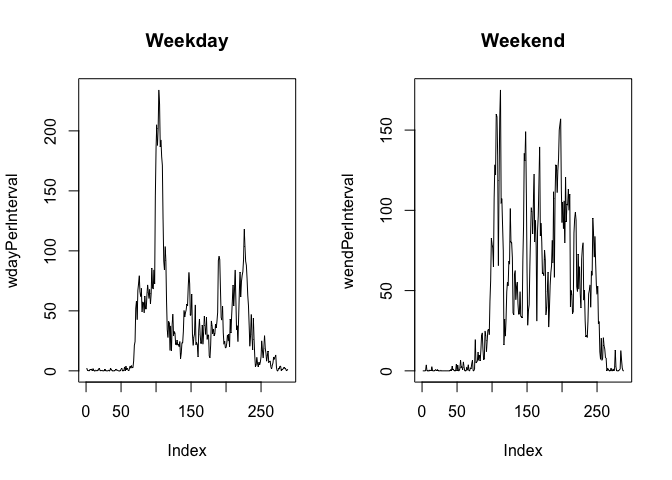 Weekday
wdayPerInterval
0 50 100 150 200
0 50 150 250
Index
Weekend
wendPerInterval
0 50 100 150
0 50 150 250
Index